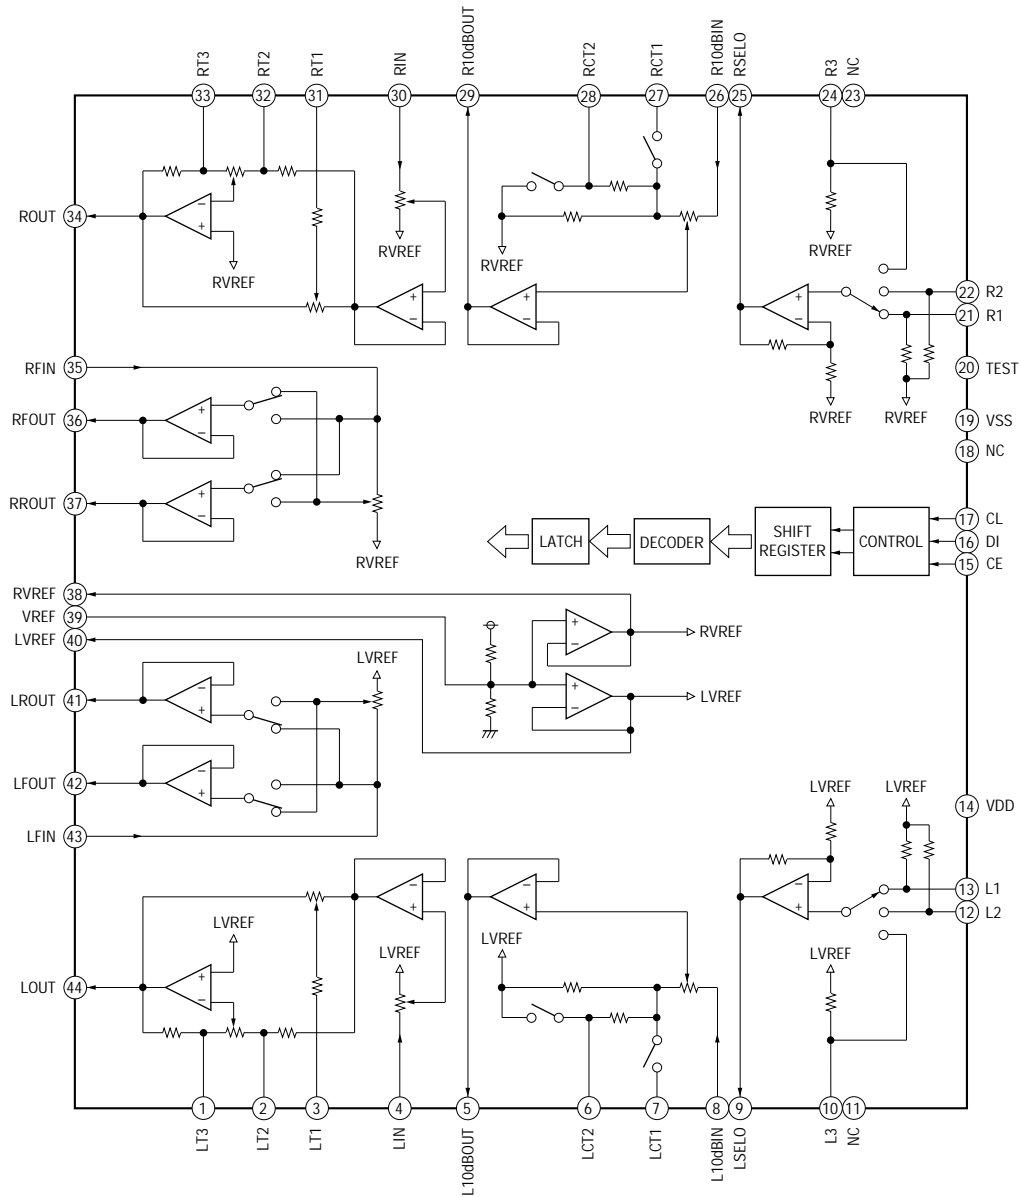 RT3
RT2
RT1
RIN
R10dBOUT
RCT2
RCT1
R10dBIN
RSELO
R3
NC
33
32
31
30
29
28
27
26
25
24
23
ROUT 34
−
+
RVREF
RVREF
+
−
RVREF
+
−
RVREF
+
−
RVREF
RVREF
22 R2
21 R1
20 TEST
19 VSS
18 NC
RFIN 35
RFOUT 36
+
−
RROUT 37
+
−
RVREF
LATCH
DECODER
SHIFT
REGISTER
CONTROL
17 CL
16 DI
15 CE
RVREF 38
VREF 39
LVREF 40
+
−
RVREF
+
−
LVREF
LVREF
LROUT 41
−
+
LFOUT 42
−
+
LFIN 43
LVREF
LVREF
14 VDD
13 L1
12 L2
−
+
LVREF
−
+
LVREF
−
+
LVREF
LVREF
LOUT 44
+
−
1
2
3
4
5
6
7
8
9
10
11
LT3
LT2
LT1
LIN
L10dBOUT
LCT2
LCT1
L10dBIN
LSELO
L3
NC